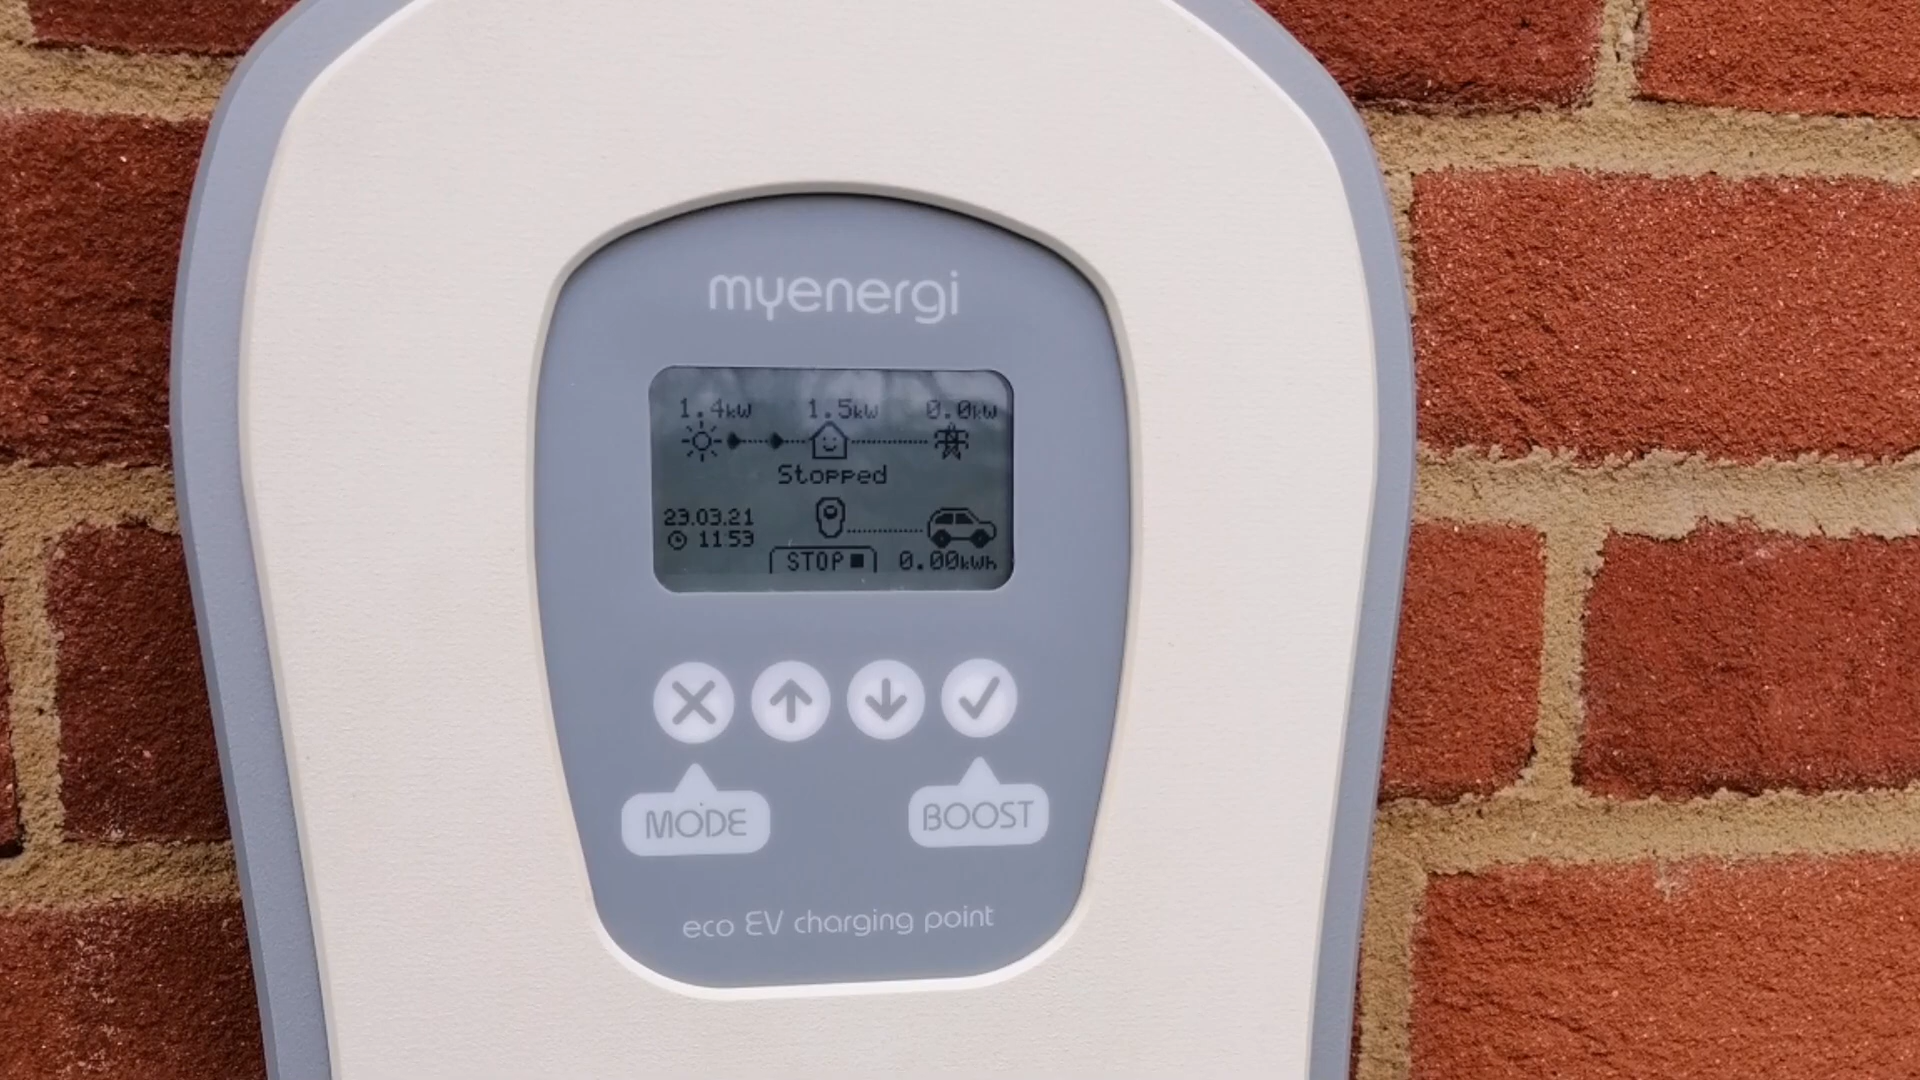 myenergi
1.4kW 1.5kW 0.0kW
Stopped
23.03.21
11:53
STOP 0.00kWh
MODE BOOST
eco EV charging point